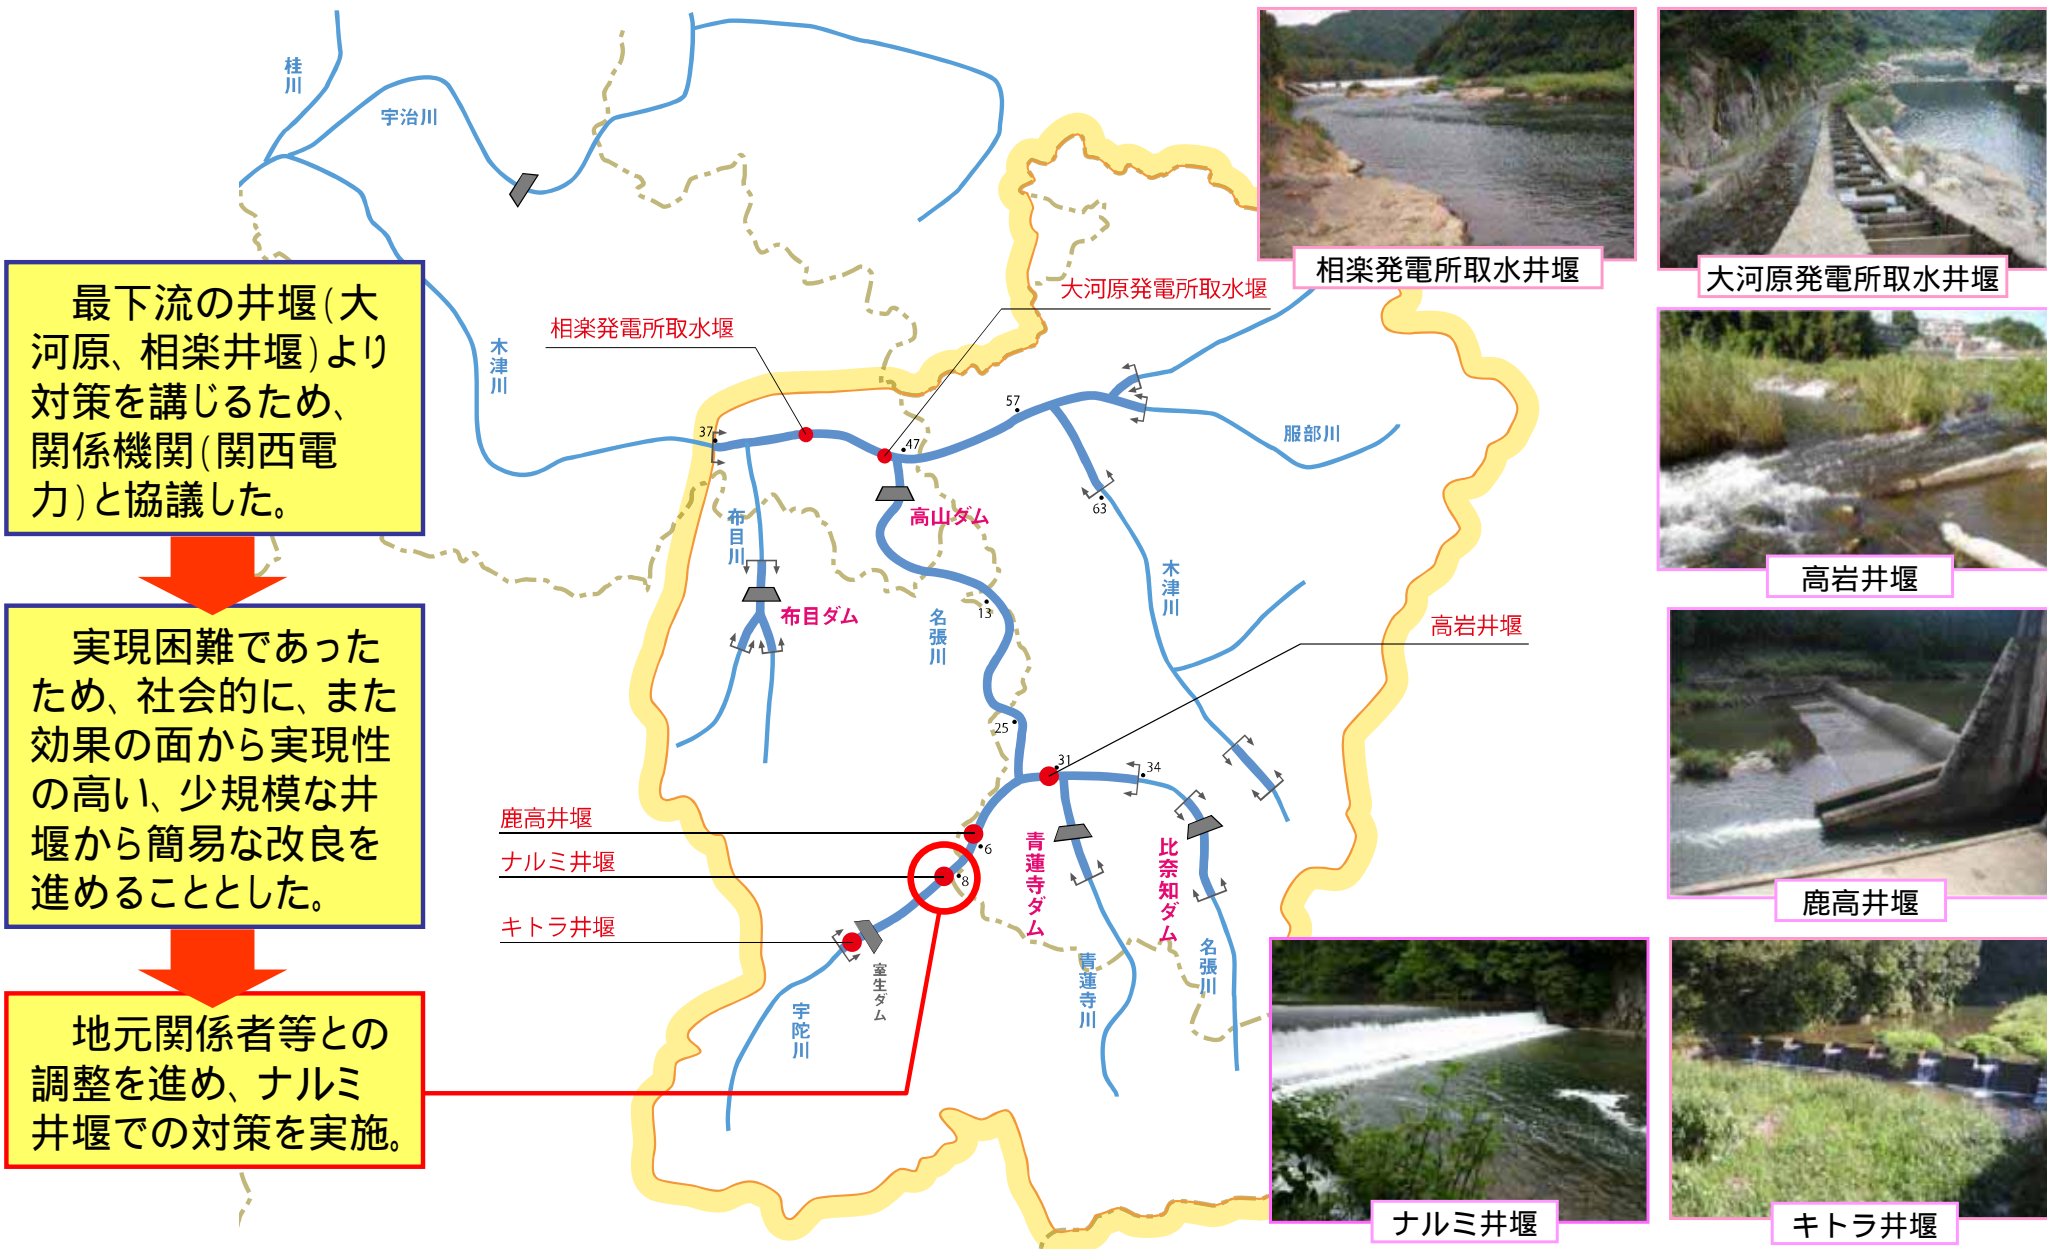 最下流の井堰(大
河原、相楽井堰)より
対策を講じるため、
関係機関(関西電
力)と協議した。
実現困難であった
ため、社会的に、また
効果の面から実現性
の高い、少規模な井
堰から簡易な改良を
進めることとした。
地元関係者等との
調整を進め、ナルミ
井堰での対策を実施。
桂川
宇治川
木津川
相楽発電所取水堰
大河原発電所取水堰
37
47
57
63
服部川
布目川
高山ダム
布目ダム
13
名張川
木津川
高岩井堰
25
31
34
鹿高井堰
ナルミ井堰
キトラ井堰
6
8
青蓮寺ダム
比奈知ダム
室生ダム
宇陀川
青蓮寺川
名張川
相楽発電所取水井堰
大河原発電所取水井堰
高岩井堰
鹿高井堰
ナルミ井堰
キトラ井堰